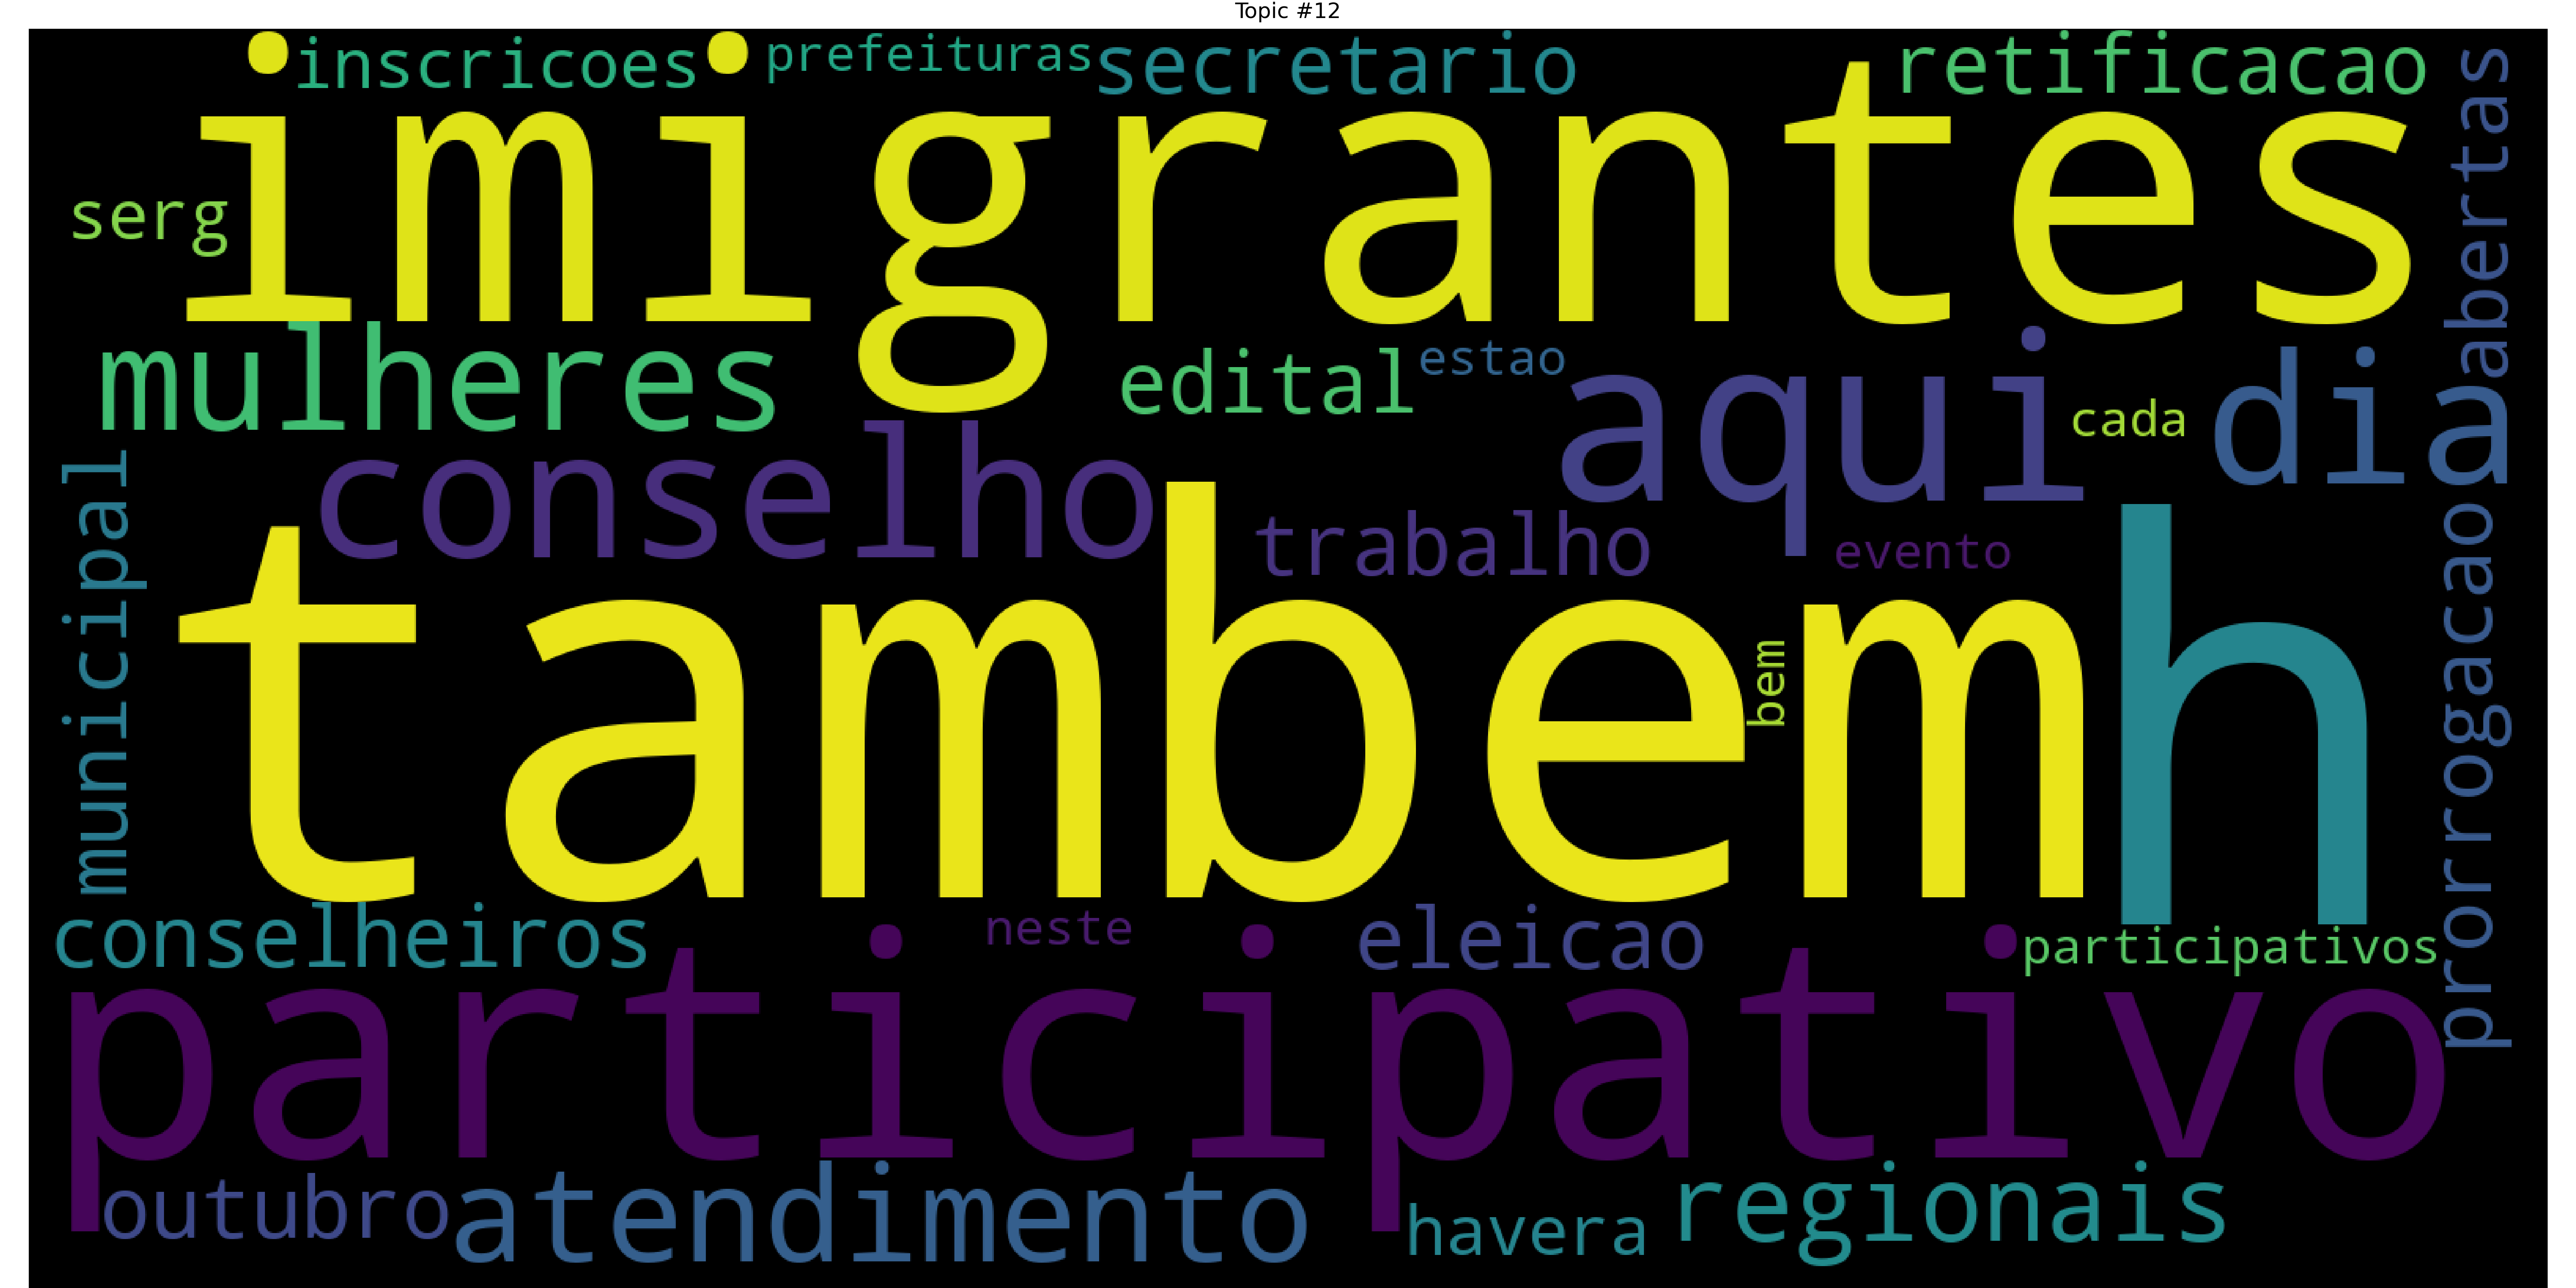 Topic #12
inscricoes
prefeituras
secretario
retificacao
imigrantes
abertas
serg
mulheres
edital
estao
aqui
cada
dia
conselho
trabalho
evento
municipal
tambem
bem
h
prorrogacao
conselheiros
neste
eleicao
participativos
participativo
outubro
atendimento
havera
regionais